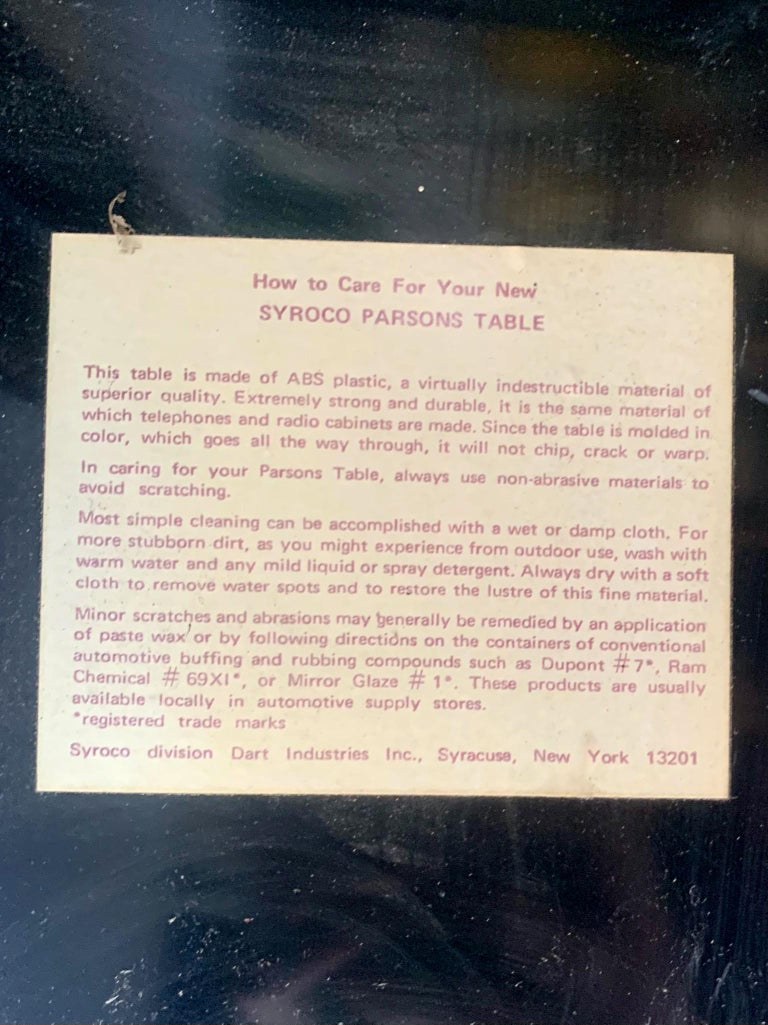 How to Care For Your New
SYROCO PARSONS TABLE
This table is made of ABS plastic, a virtually indestructible material of
superior quality. Extremely strong and durable, it is the same material of
which telephones and radio cabinets are made. Since the table is molded in
color, which goes all the way through, it will not chip, crack or warp.
In caring for your Parsons Table, always use non-abrasive materials to
avoid scratching.
Most simple cleaning can be accomplished with a wet or damp cloth. For
more stubborn dirt, as you might experience from outdoor use, wash with
warm water and any mild liquid or spray detergent. Always dry with a soft
cloth to remove water spots and to restore the lustre of this fine material.
Minor scratches and abrasions may generally be remedied by an application
of paste wax or by following directions on the containers of conventional
automotive buffing and rubbing compounds such as Dupont #7*, Ram
Chemical # 69XI*, or Mirror Glaze # 1*. These products are usually
available locally in automotive supply stores.
*registered trade marks
Syroco division Dart Industries Inc., Syracuse, New York 13201